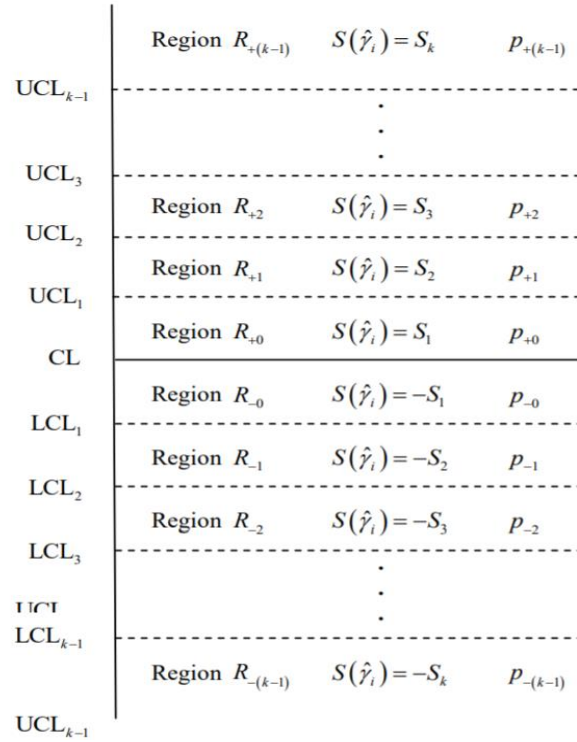 Region R₊₍ₖ₋₁₎ S(γ̂ᵢ) = Sₖ p₊₍ₖ₋₁₎
UCLₖ₋₁
UCL₃
Region R₊₂ S(γ̂ᵢ) = S₃ p₊₂
UCL₂
Region R₊₁ S(γ̂ᵢ) = S₂ p₊₁
UCL₁
Region R₊₀ S(γ̂ᵢ) = S₁ p₊₀
CL
Region R₋₀ S(γ̂ᵢ) = −S₁ p₋₀
LCL₁
Region R₋₁ S(γ̂ᵢ) = −S₂ p₋₁
LCL₂
Region R₋₂ S(γ̂ᵢ) = −S₃ p₋₂
LCL₃
UCL
LCLₖ₋₁
Region R₋₍ₖ₋₁₎ S(γ̂ᵢ) = −Sₖ p₋₍ₖ₋₁₎
UCLₖ₋₁